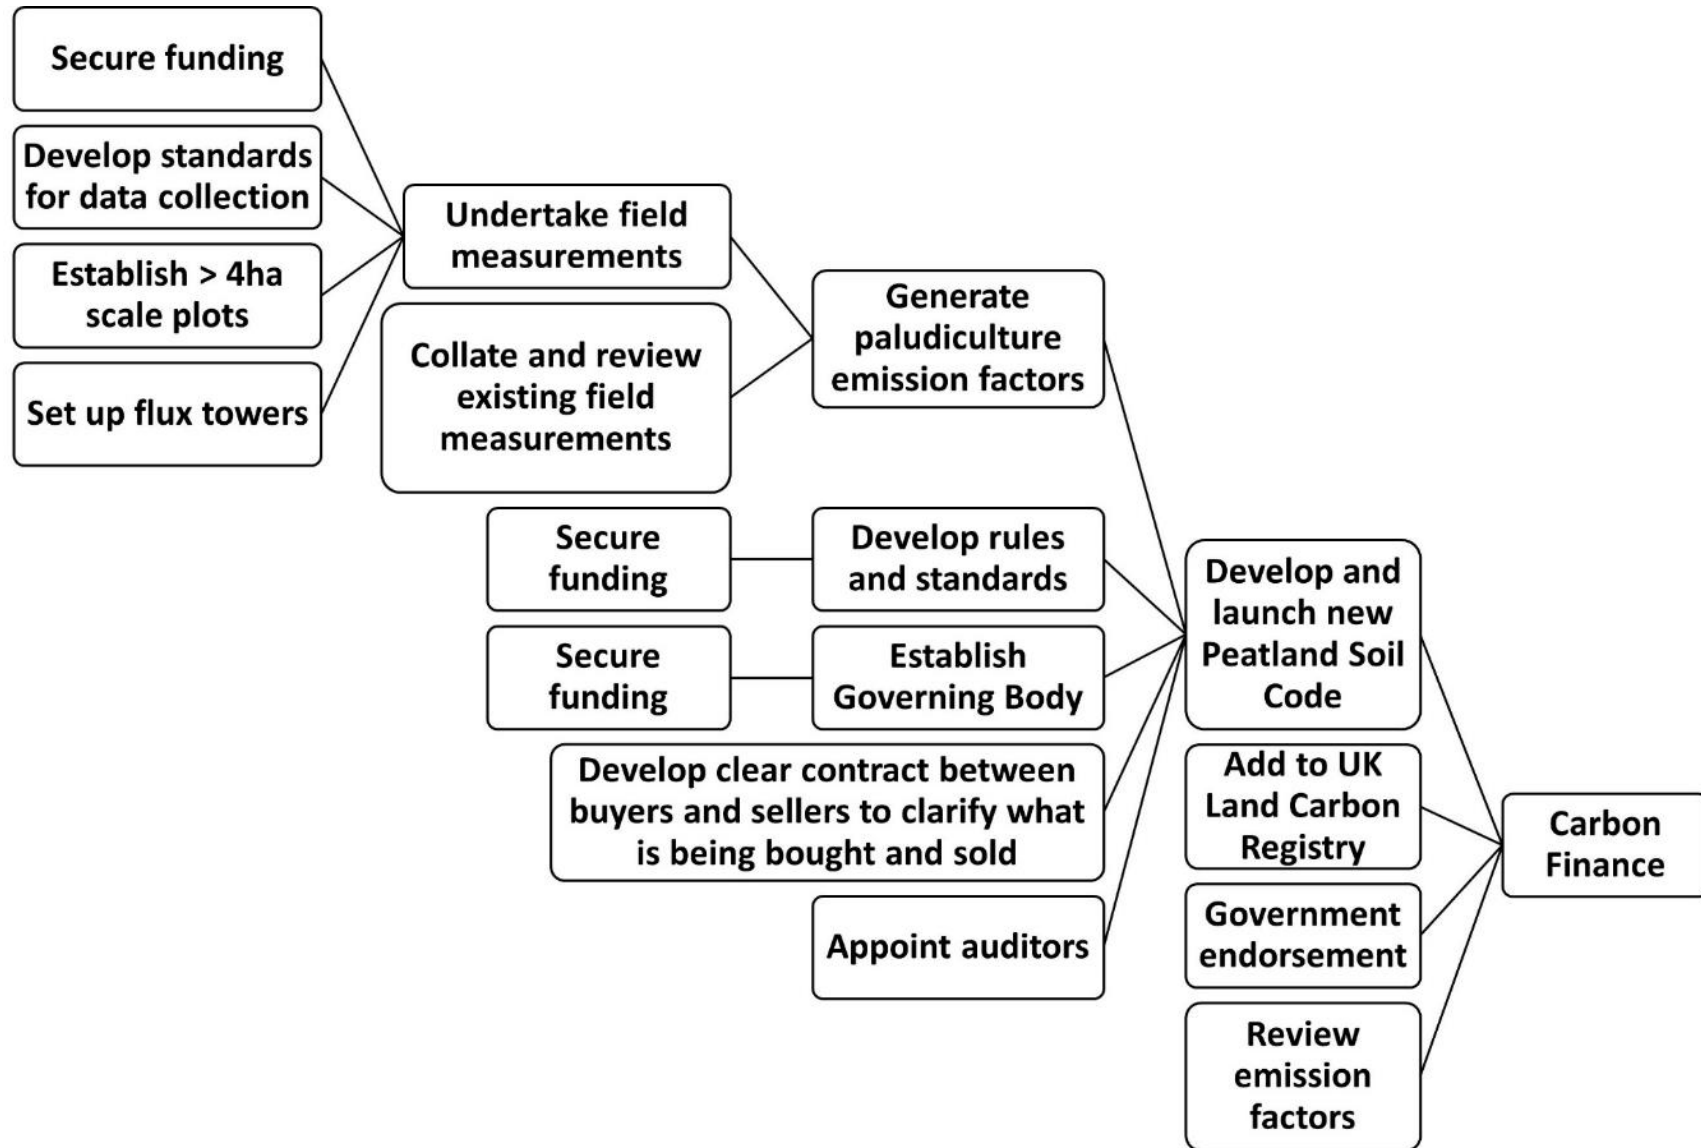 Secure funding
Develop standards
for data collection
Establish > 4ha
scale plots
Set up flux towers
Undertake field
measurements
Collate and review
existing field
measurements
Generate
paludiculture
emission factors
Secure
funding
Develop rules
and standards
Secure
funding
Establish
Governing Body
Develop clear contract between
buyers and sellers to clarify what
is being bought and sold
Appoint auditors
Develop and
launch new
Peatland Soil
Code
Add to UK
Land Carbon
Registry
Government
endorsement
Review
emission
factors
Carbon
Finance